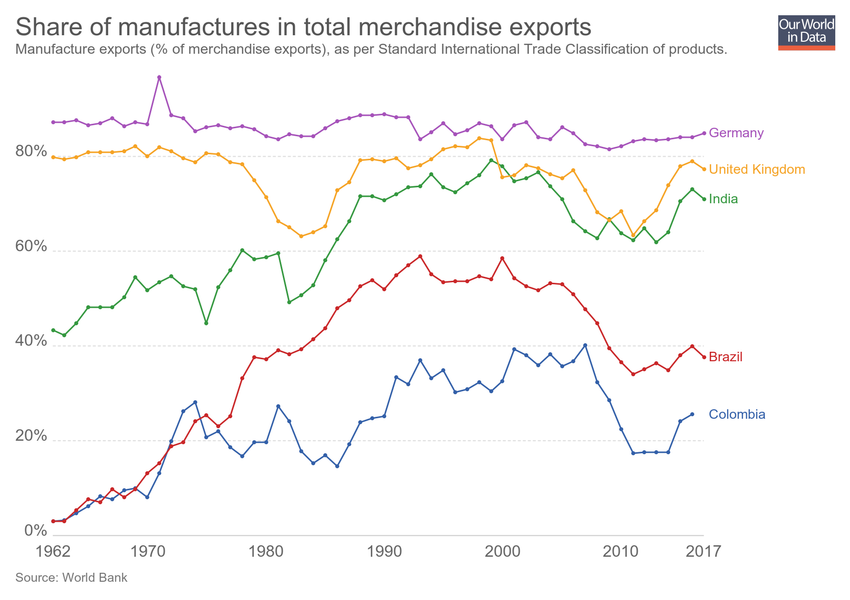 Share of manufactures in total merchandise exports
Manufacture exports (% of merchandise exports), as per Standard International Trade Classification of products.
Our World
in Data
80%
60%
40%
20%
0%
Germany
United Kingdom
India
Brazil
Colombia
1962 1970 1980 1990 2000 2010 2017
Source: World Bank